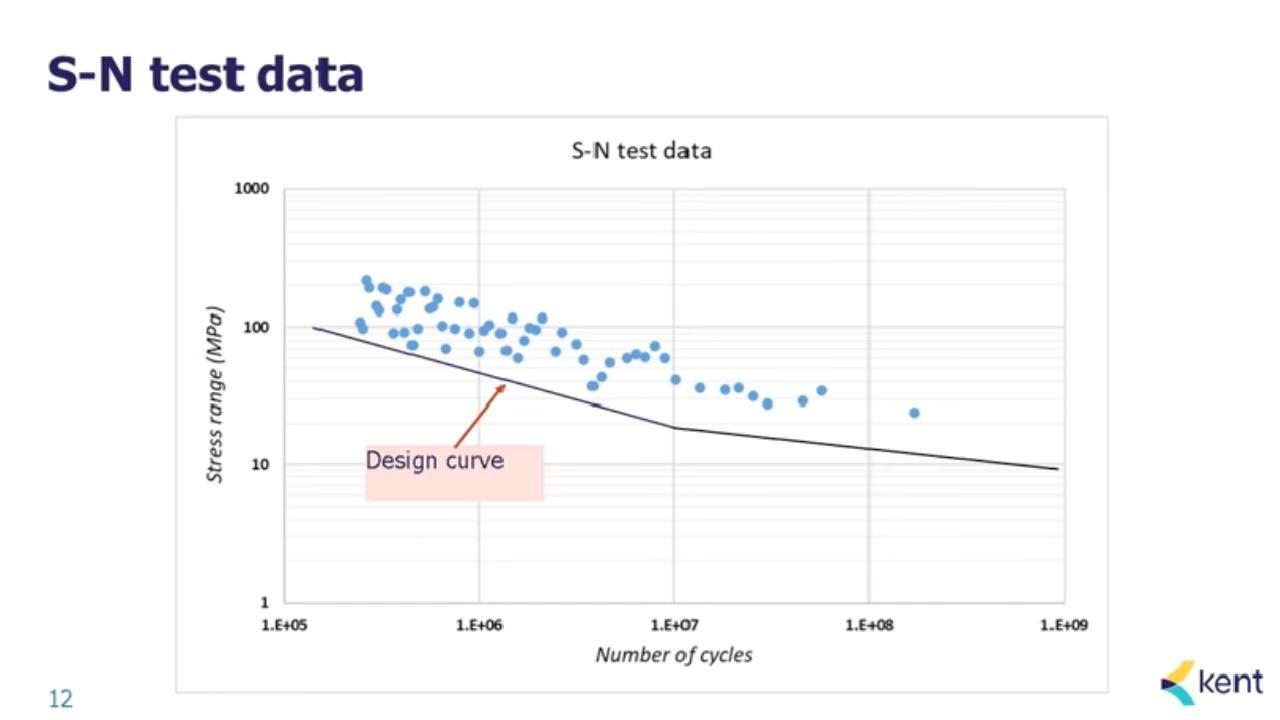 S-N test data
S-N test data
1000
100
10
1
Stress range (MPa)
Design curve
1.E+05 1.E+06 1.E+07 1.E+08 1.E+09
Number of cycles
12
kent